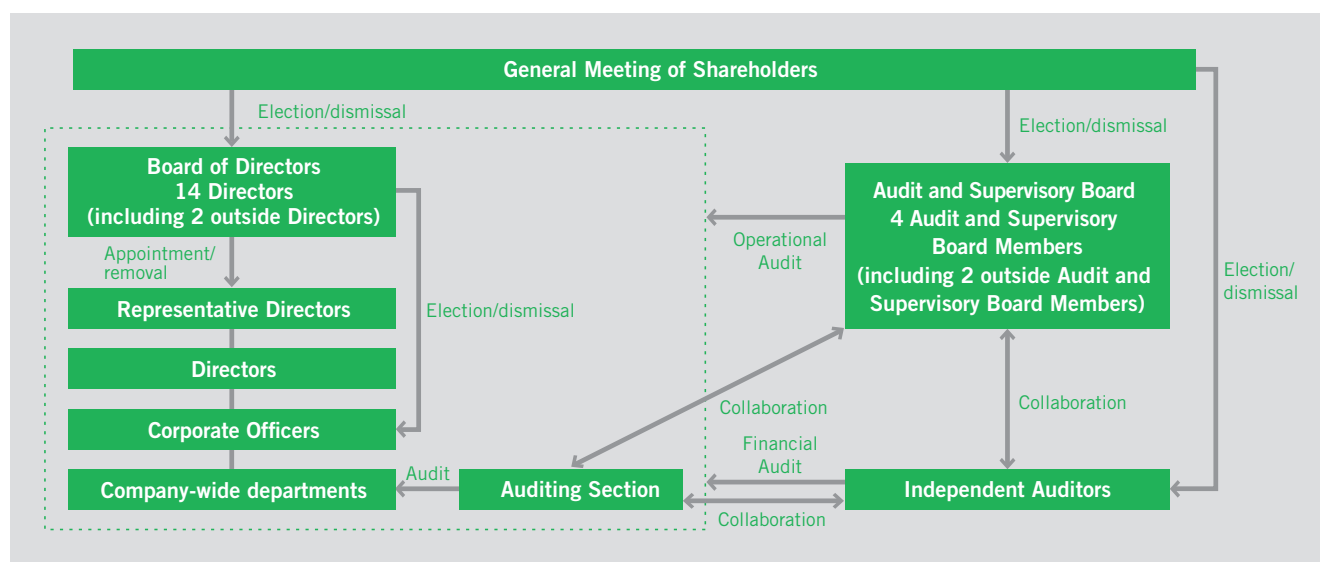 General Meeting of Shareholders
Election/dismissal
Election/dismissal
Board of Directors
14 Directors
(including 2 outside Directors)
Audit and Supervisory Board
4 Audit and Supervisory
Board Members
(including 2 outside Audit and
Supervisory Board Members)
Operational
Audit
Appointment/
removal
Election/
dismissal
Representative Directors
Election/dismissal
Directors
Collaboration
Collaboration
Corporate Officers
Financial
Audit
Company-wide departments
Audit
Auditing Section
Independent Auditors
Collaboration